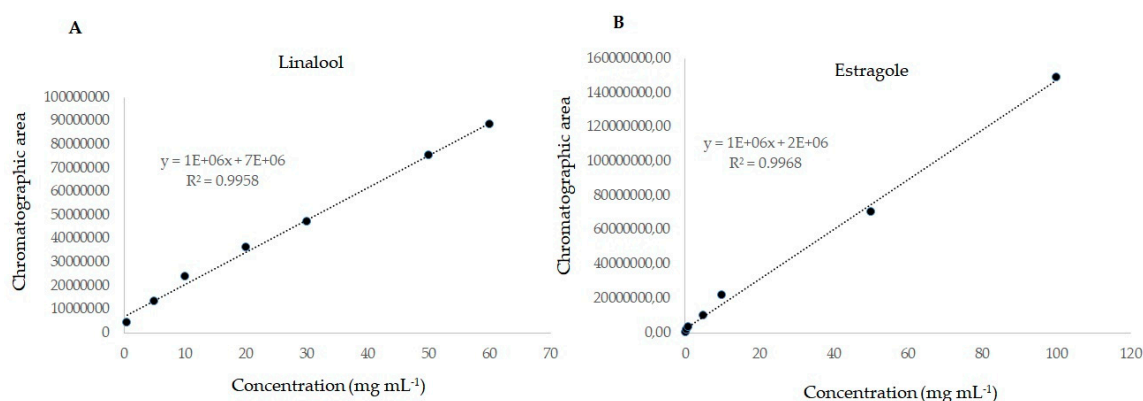 A
Linalool
Chromatographic area
100000000
90000000
80000000
70000000
60000000
50000000
40000000
30000000
20000000
10000000
0
y = 1E+06x + 7E+06
R² = 0.9958
0 10 20 30 40 50 60 70
Concentration (mg mL⁻¹)
B
Estragole
Chromatographic area
160000000,00
140000000,00
120000000,00
100000000,00
80000000,00
60000000,00
40000000,00
20000000,00
0,00
y = 1E+06x + 2E+06
R² = 0.9968
0 20 40 60 80 100 120
Concentration (mg mL⁻¹)